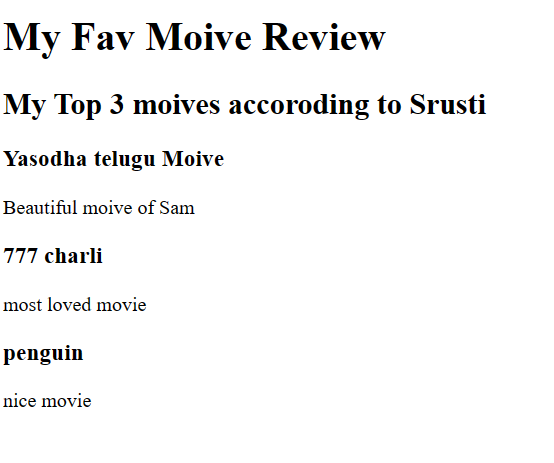 My Fav Moive Review
My Top 3 moives accoroding to Srusti
Yasodha telugu Moive
Beautiful moive of Sam
777 charli
most loved movie
penguin
nice movie